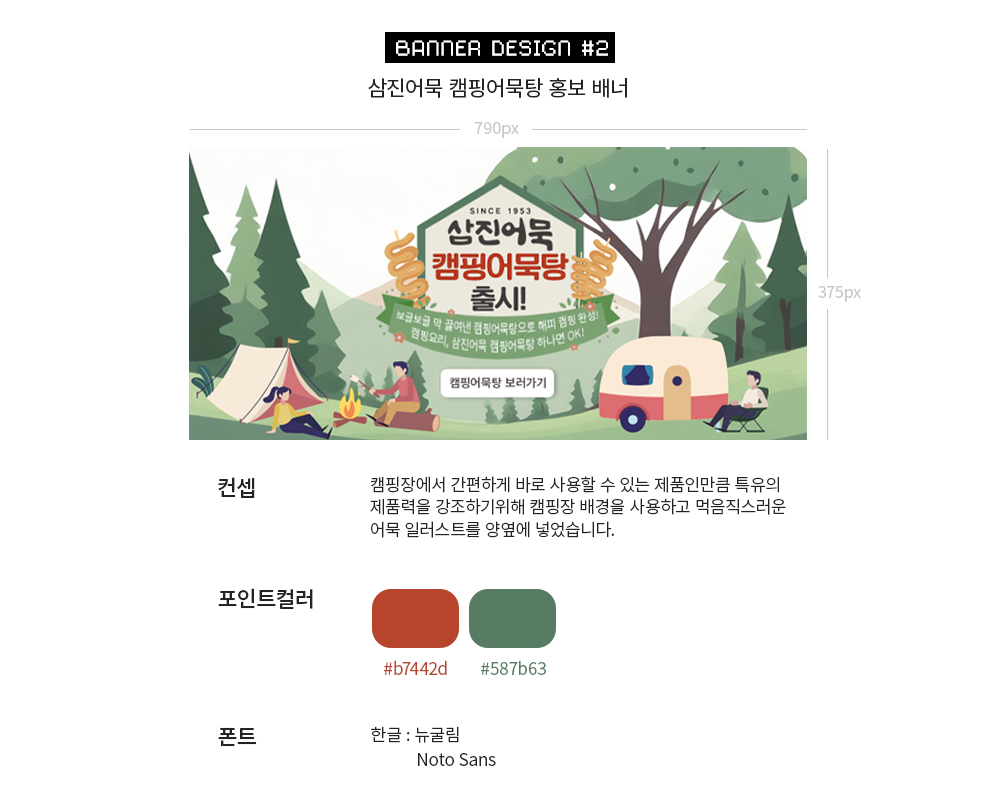 BANNER DESIGN #2
삼진어묵 캠핑어묵탕 홍보 배너
790px
SINCE 1953
삼진어묵
캠핑어묵탕
출시!
보글보글 막 끓여낸 캠핑어묵탕으로 해피 캠핑 완성!
캠핑요리, 삼진어묵 캠핑어묵탕 하나면 OK!
캠핑어묵탕 보러가기
375px
컨셉
캠핑장에서 간편하게 바로 사용할 수 있는 제품인만큼 특유의
제품력을 강조하기위해 캠핑장 배경을 사용하고 먹음직스러운
어묵 일러스트를 양옆에 넣었습니다.
포인트컬러
#b7442d
#587b63
폰트
한글 : 뉴굴림
Noto Sans